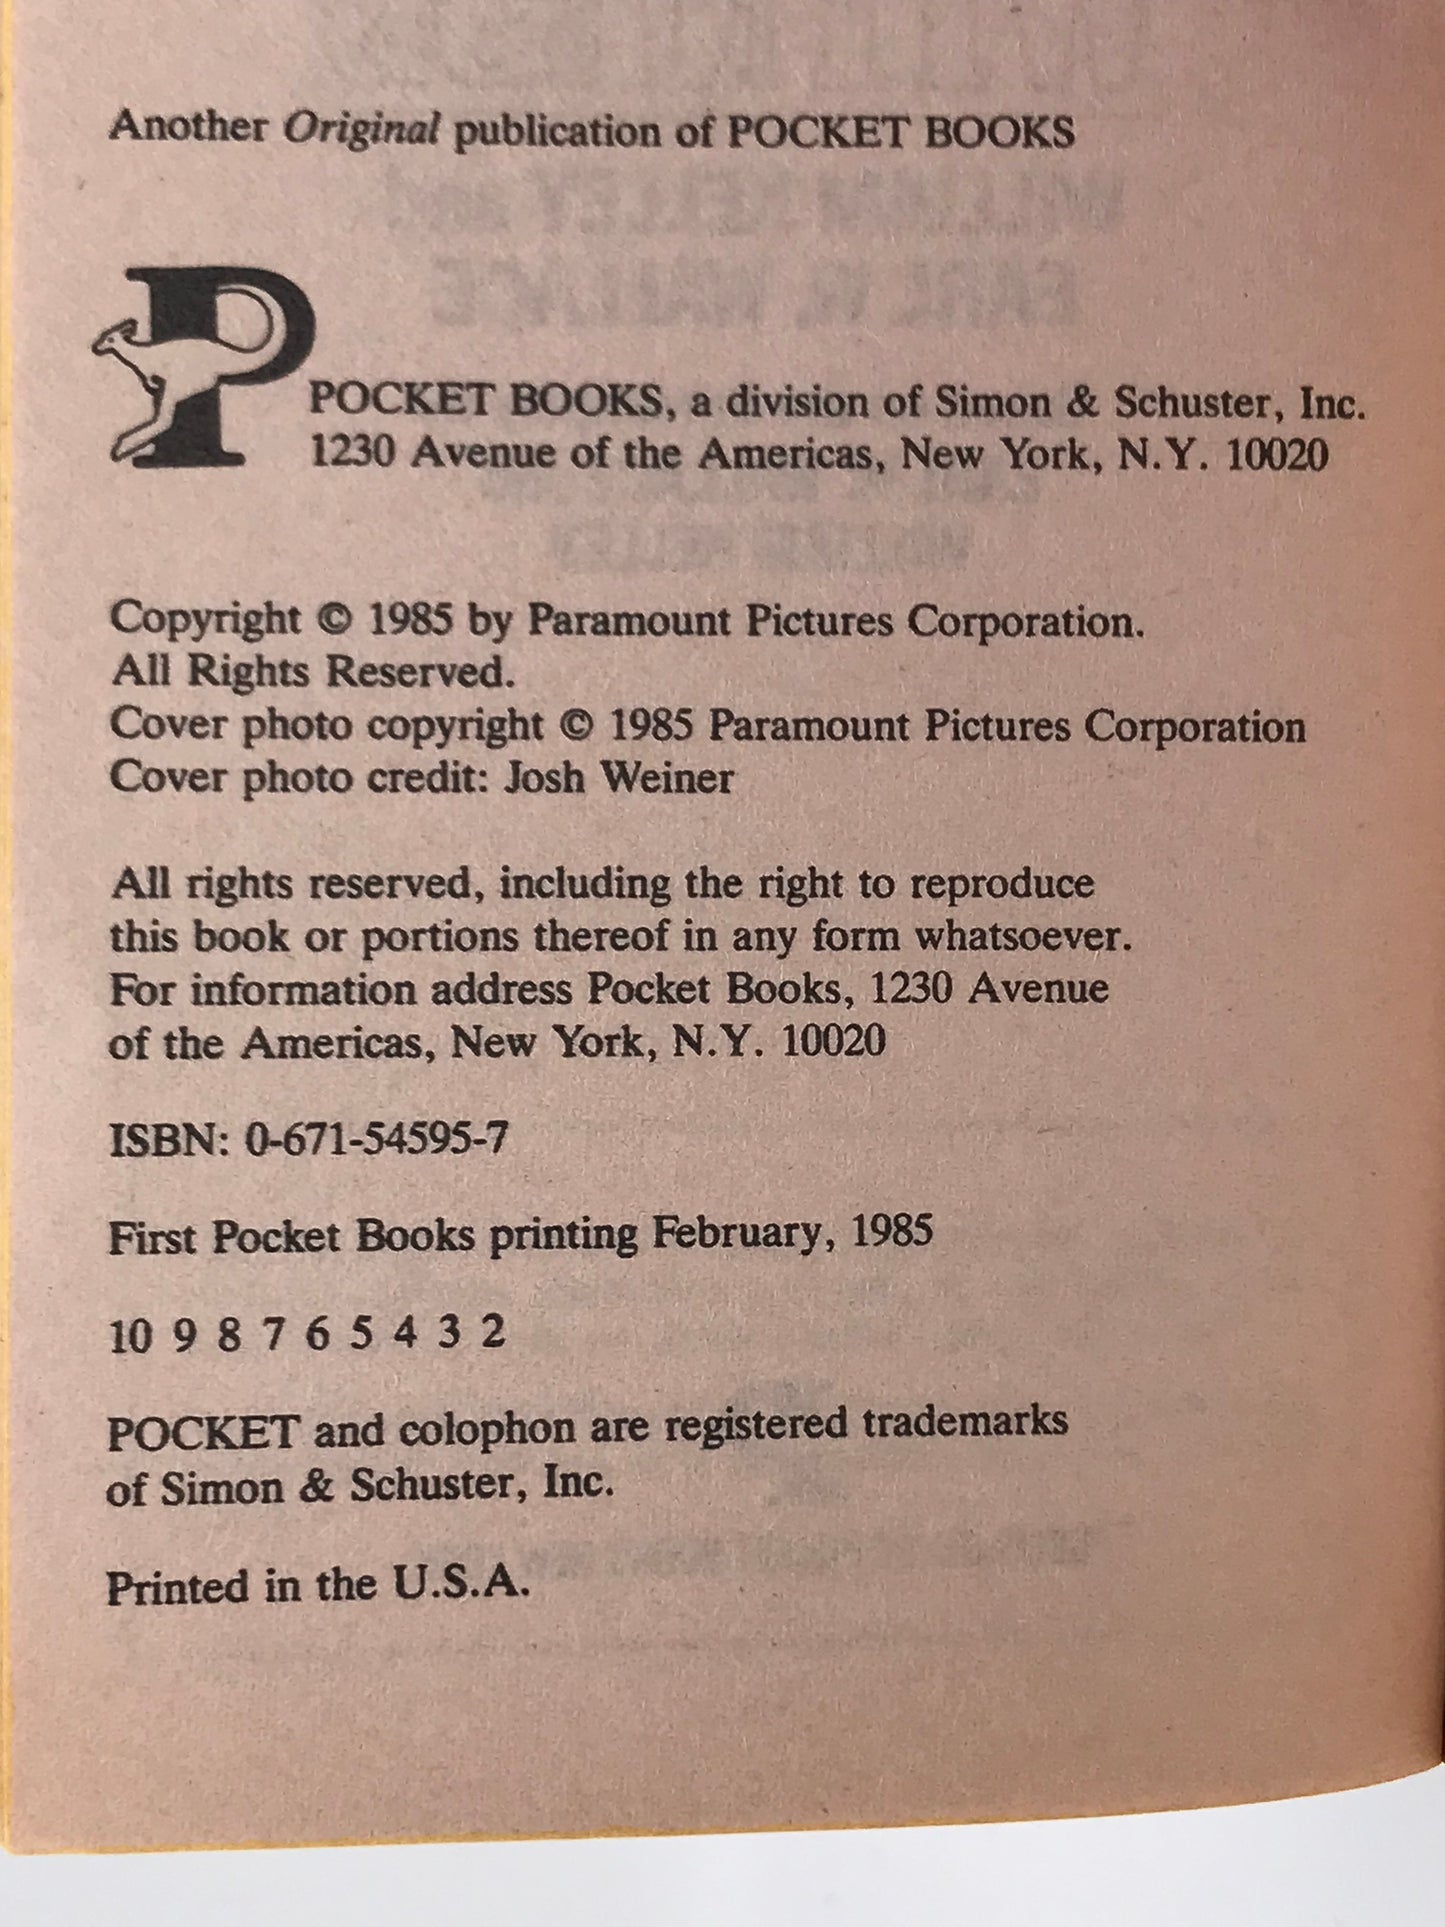 Another Original publication of POCKET BOOKS
P
POCKET BOOKS, a division of Simon & Schuster, Inc.
1230 Avenue of the Americas, New York, N.Y. 10020
Copyright © 1985 by Paramount Pictures Corporation.
All Rights Reserved.
Cover photo copyright © 1985 Paramount Pictures Corporation
Cover photo credit: Josh Weiner
All rights reserved, including the right to reproduce
this book or portions thereof in any form whatsoever.
For information address Pocket Books, 1230 Avenue
of the Americas, New York, N.Y. 10020
ISBN: 0-671-54595-7
First Pocket Books printing February, 1985
10 9 8 7 6 5 4 3 2
POCKET and colophon are registered trademarks
of Simon & Schuster, Inc.
Printed in the U.S.A.